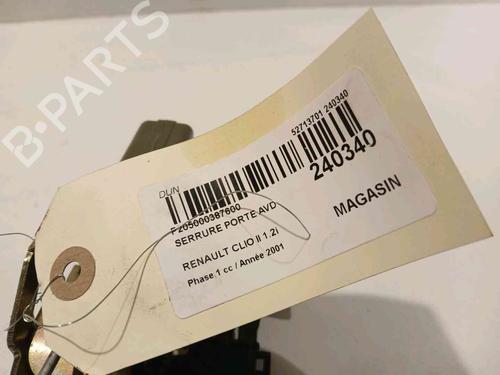 B-PARTS
DUN
52713701 240340
240340
P205000387600
SERRURE PORTE AVD
MAGASIN
RENAULT CLIO II 1.2i
Phase 1 cc / Année 2001